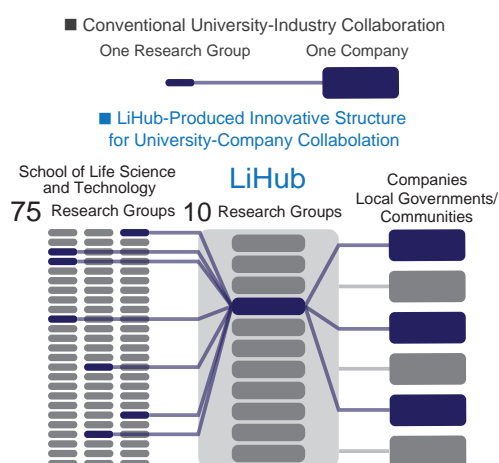 ■ Conventional University-Industry Collaboration
One Research Group
One Company
■ LiHub-Produced Innovative Structure
for University-Company Collabolation
School of Life Science
and Technology
75 Research Groups
LiHub
10 Research Groups
Companies
Local Governments/
Communities